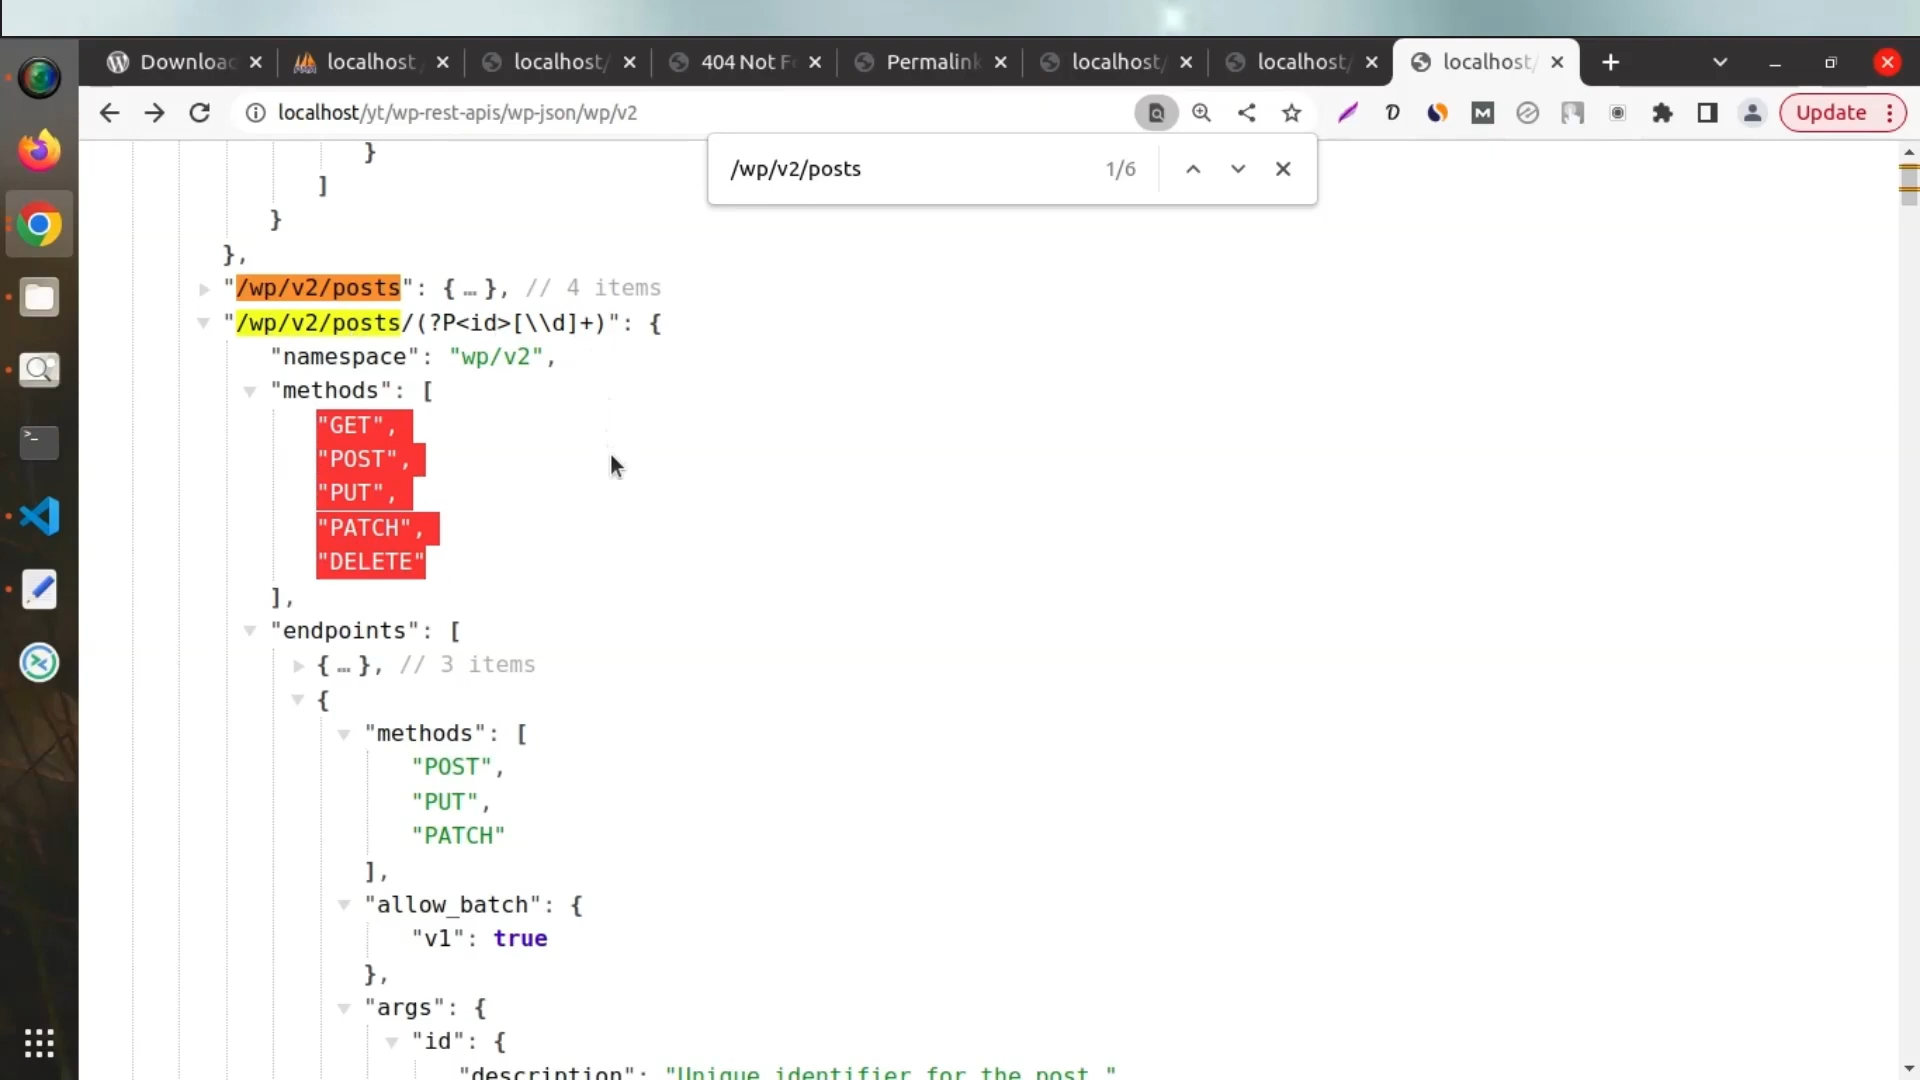 Downloac
localhost
localhost/
404 Not F
Permalink
localhost/
localhost/
localhost/
localhost/yt/wp-rest-apis/wp-json/wp/v2
Update
/wp/v2/posts
1/6
}
]
}
},
"/wp/v2/posts": { … }, // 4 items
"/wp/v2/posts/(?P<id>[\\d]+)": {
"namespace": "wp/v2",
"methods": [
"GET",
"POST",
"PUT",
"PATCH",
"DELETE"
],
"endpoints": [
{ … }, // 3 items
{
"methods": [
"POST",
"PUT",
"PATCH"
],
"allow_batch": {
"v1": true
},
"args": {
"id": {
"description": "Unique identifier for the post."